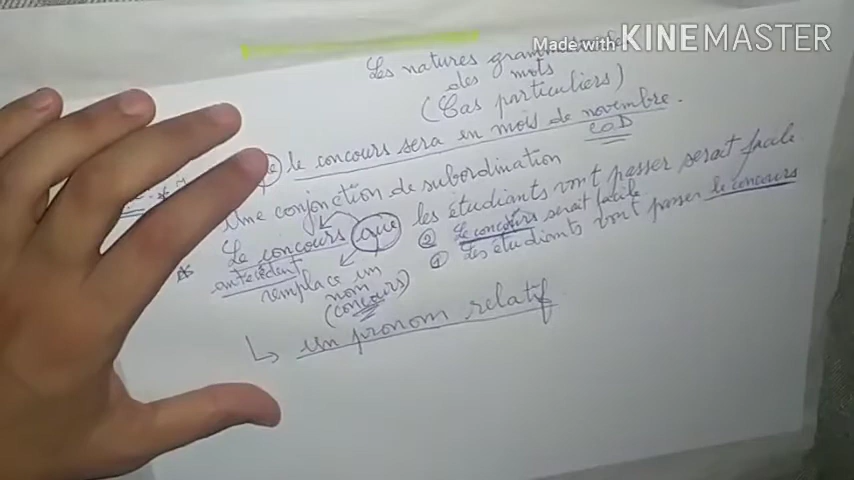 Made with KINEMASTER
Les natures
des mots
(Cas particuliers)
le concours sera en mois de novembre.
COD
Une conjonction de subordination
Le concours que les étudiants vont passer serait facile
antécédent
② Le concours serait facile
① Les étudiants vont passer le concours
remplace un
nom
(concours)
un pronom relatif